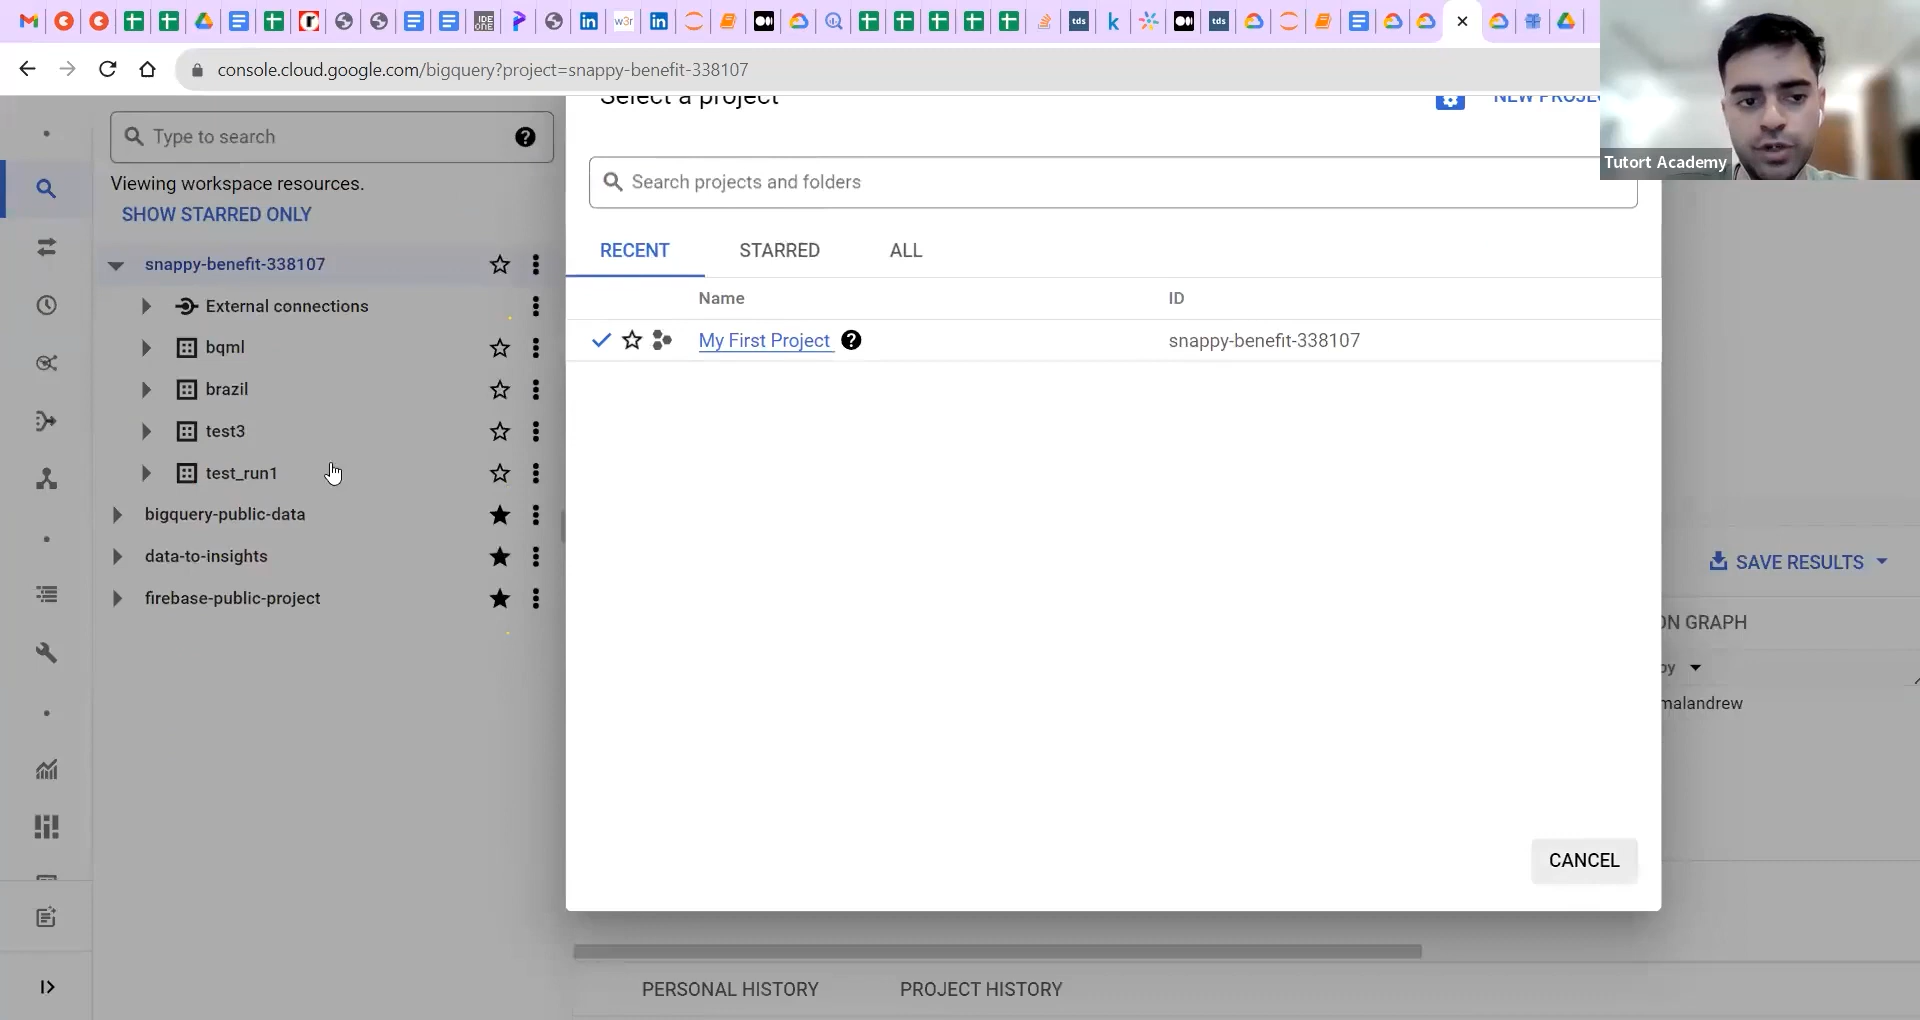 console.cloud.google.com/bigquery?project=snappy-benefit-338107
Tutort Academy
Select a project
NEW PROJEC
Type to search
Search projects and folders
Viewing workspace resources.
SHOW STARRED ONLY
RECENT
STARRED
ALL
snappy-benefit-338107
Name
ID
External connections
My First Project
snappy-benefit-338107
bqml
brazil
test3
test_run1
bigquery-public-data
data-to-insights
SAVE RESULTS
firebase-public-project
ON GRAPH
py
malandrew
CANCEL
PERSONAL HISTORY
PROJECT HISTORY